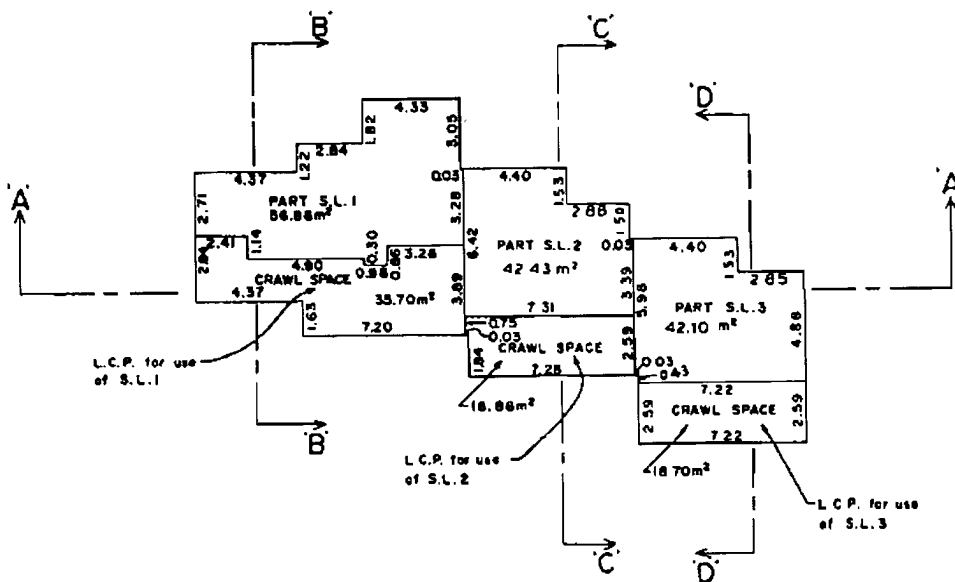 'B'
'C'
'D'
'A'
'A'
4.33
1.82
3.05
2.84
1.22
4.37
0.03
4.40
1.53
2.71
PART S.L.1
56.86m²
3.28
2.88
1.50
6.42
PART S.L.2
42.43 m²
0.03
4.40
1.53
2.85
2.41
1.14
4.90
0.30
0.98
0.86
3.26
3.89
3.39
5.98
PART S.L.3
42.10 m²
4.88
CRAWL SPACE
35.70m²
4.37
1.63
7.20
7.31
0.75
0.03
CRAWL SPACE
2.59
1.84
7.28
0.03
0.43
7.22
L.C.P. for use
of S.L.1
16.86m²
2.59
CRAWL SPACE
2.59
7.22
'B'
L.C.P. for use
of S.L.2
18.70m²
L.C.P. for use
of S.L.3
'C'
'D'